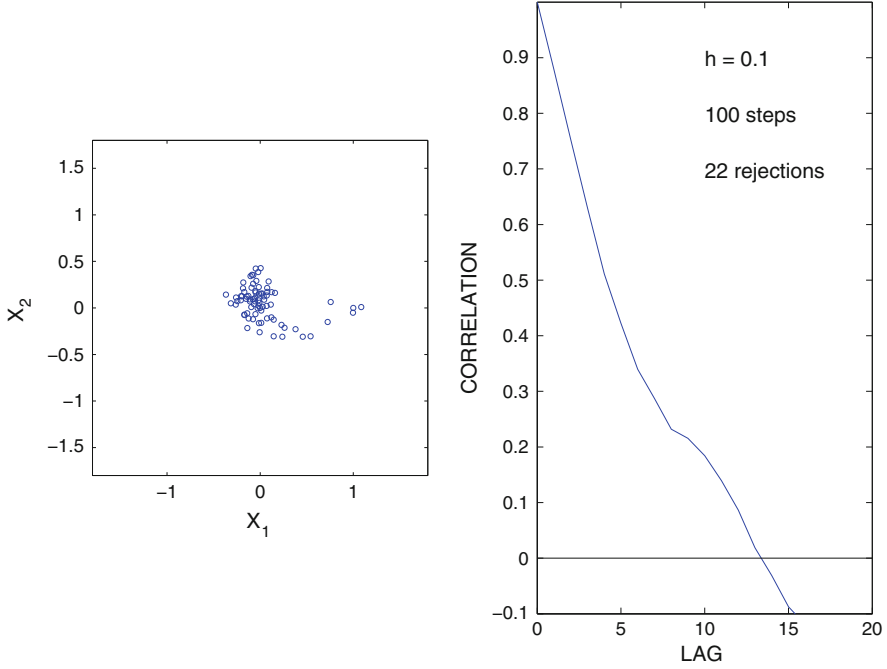 1.5
1
0.5
0
−0.5
−1
−1.5
X2
−1 0 1
X1
0.9
0.8
0.7
0.6
0.5
0.4
0.3
0.2
0.1
0
−0.1
CORRELATION
h = 0.1
100 steps
22 rejections
0 5 10 15 20
LAG